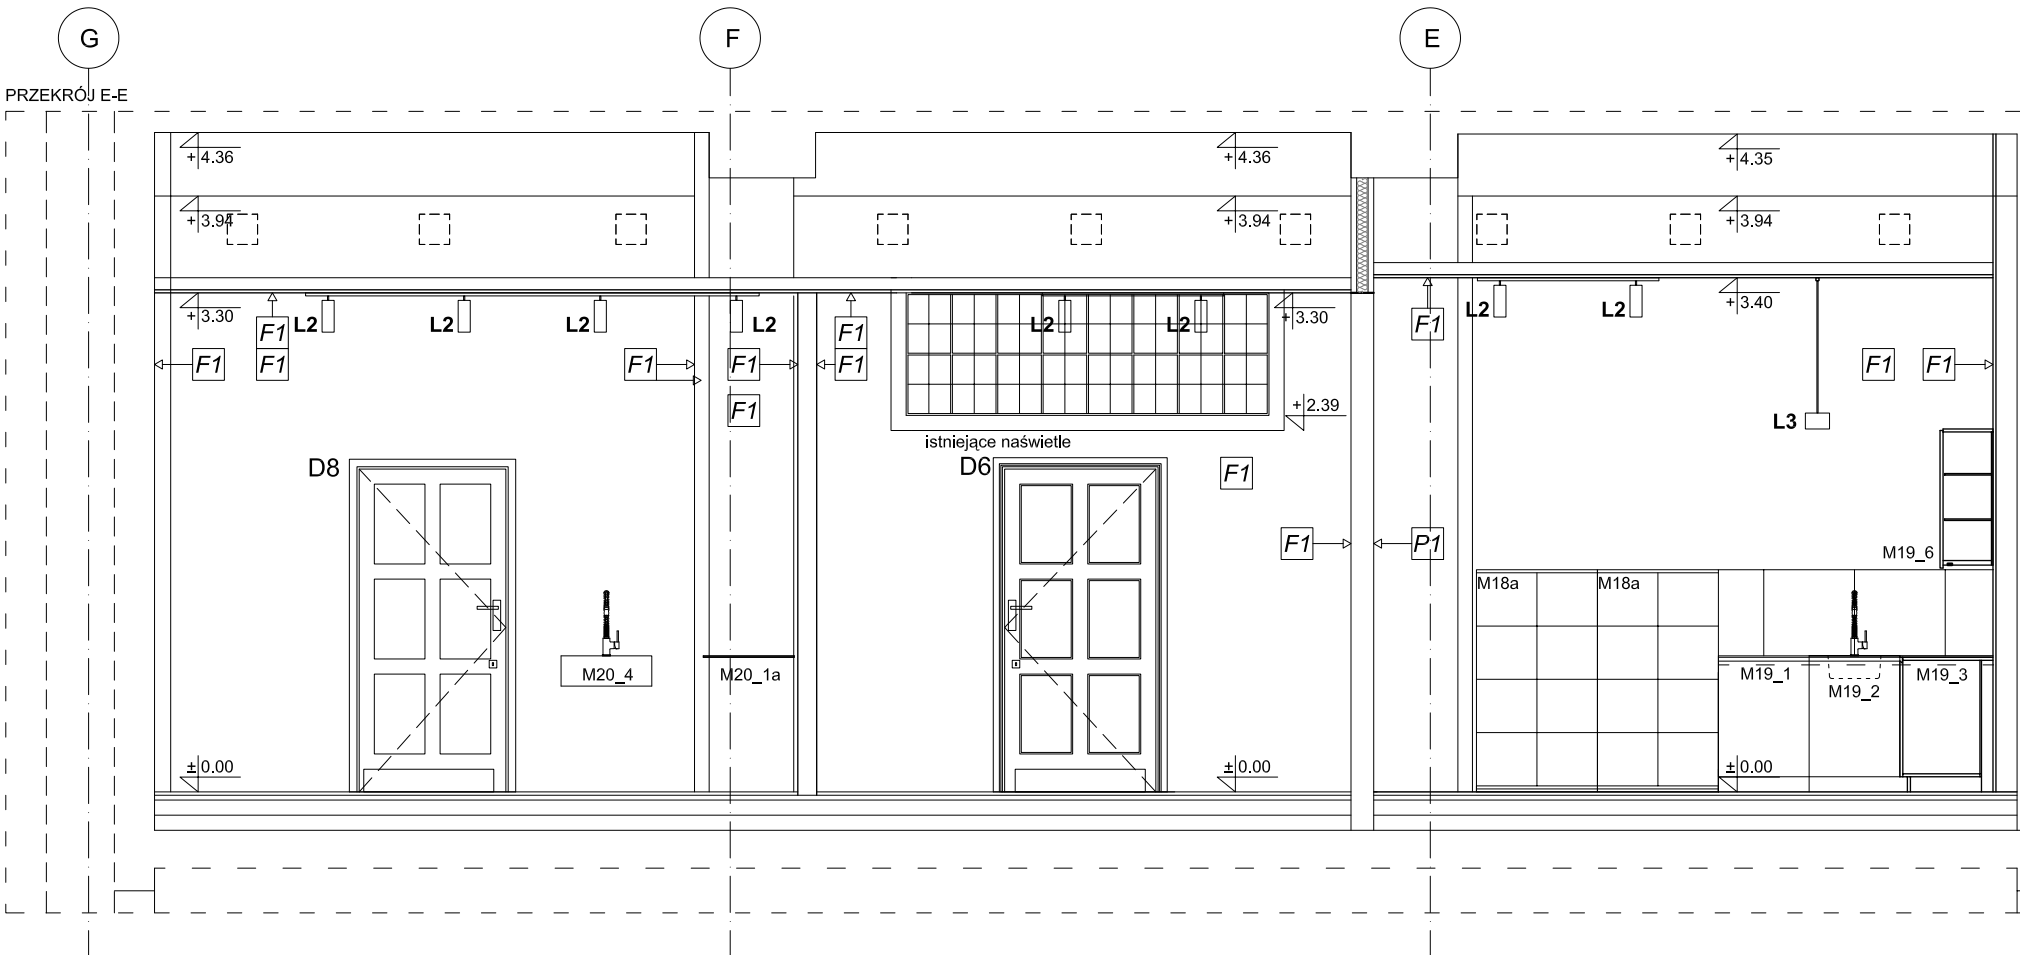 G
F
E
PRZEKRÓJ E-E
+4.36
+4.36
+4.35
+3.94
+3.94
+3.94
+3.30
+3.30
+3.40
L2
L2
L2
L2
L2
L2
L2
L2
F1
F1
F1
F1
F1
F1
F1
F1
F1
F1
F1
F1
+2.39
F1
L3
istniejące naświetle
D8
D6
F1
F1
P1
M19_6
M18a
M18a
M20_4
M20_1a
M19_1
M19_2
M19_3
±0.00
±0.00
±0.00